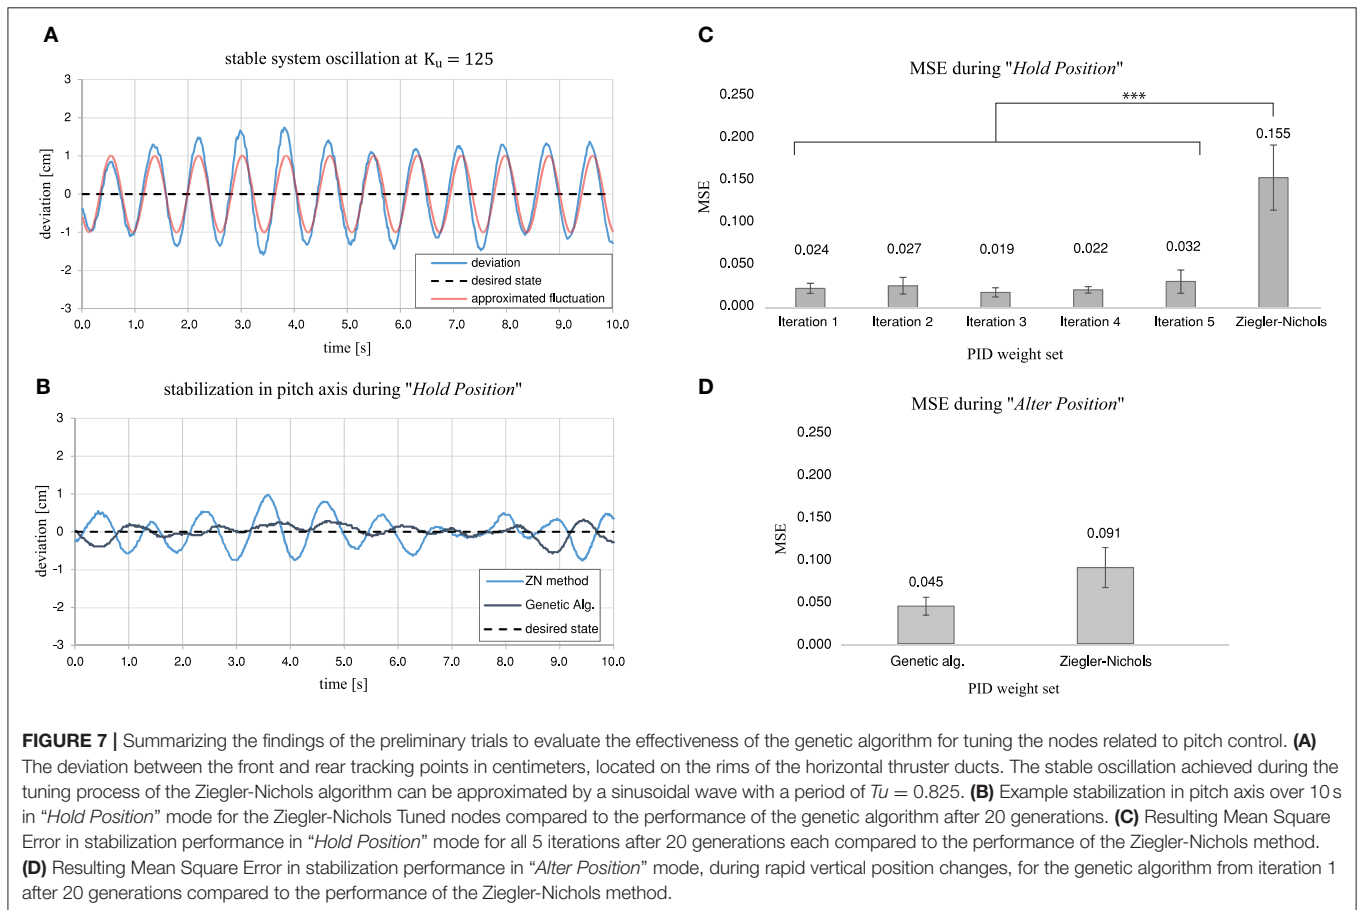 A
stable system oscillation at K_u = 125
3
2
1
0
-1
-2
-3
deviation [cm]
deviation
desired state
approximated fluctuation
0.0 1.0 2.0 3.0 4.0 5.0 6.0 7.0 8.0 9.0 10.0
time [s]
B
stabilization in pitch axis during "Hold Position"
3
2
1
0
-1
-2
-3
deviation [cm]
ZN method
Genetic Alg.
desired state
0.0 1.0 2.0 3.0 4.0 5.0 6.0 7.0 8.0 9.0 10.0
time [s]
C
MSE during "Hold Position"
0.250
0.200
0.150
0.100
0.050
0.000
MSE
***
0.024 0.027 0.019 0.022 0.032 0.155
Iteration 1 Iteration 2 Iteration 3 Iteration 4 Iteration 5 Ziegler-Nichols
PID weight set
D
MSE during "Alter Position"
0.250
0.200
0.150
0.100
0.050
0.000
MSE
0.045 0.091
Genetic alg. Ziegler-Nichols
PID weight set
FIGURE 7 | Summarizing the findings of the preliminary trials to evaluate the effectiveness of the genetic algorithm for tuning the nodes related to pitch control. (A)
The deviation between the front and rear tracking points in centimeters, located on the rims of the horizontal thruster ducts. The stable oscillation achieved during the
tuning process of the Ziegler-Nichols algorithm can be approximated by a sinusoidal wave with a period of Tu = 0.825. (B) Example stabilization in pitch axis over 10 s
in “Hold Position” mode for the Ziegler-Nichols Tuned nodes compared to the performance of the genetic algorithm after 20 generations. (C) Resulting Mean Square
Error in stabilization performance in “Hold Position” mode for all 5 iterations after 20 generations each compared to the performance of the Ziegler-Nichols method.
(D) Resulting Mean Square Error in stabilization performance in “Alter Position” mode, during rapid vertical position changes, for the genetic algorithm from iteration 1
after 20 generations compared to the performance of the Ziegler-Nichols method.